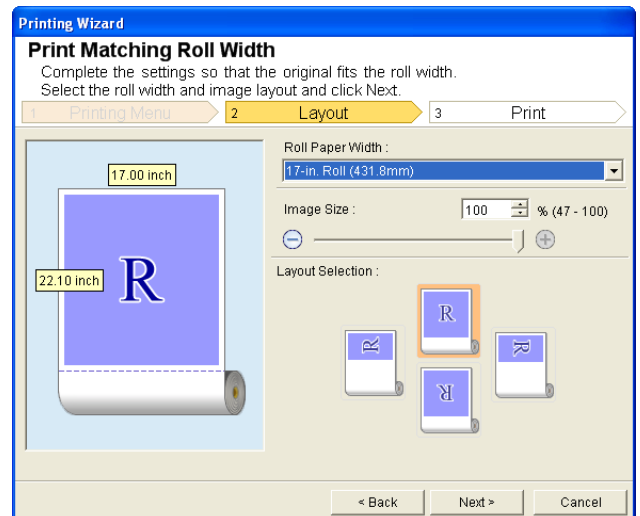 Printing Wizard
Print Matching Roll Width
Complete the settings so that the original fits the roll width.
Select the roll width and image layout and click Next.
1 Printing Menu 2 Layout 3 Print
Roll Paper Width :
17.00 inch
17-in. Roll (431.8mm)
Image Size : 100 % (47 - 100)
22.10 inch
R
Layout Selection :
R
R
R
R
< Back Next > Cancel